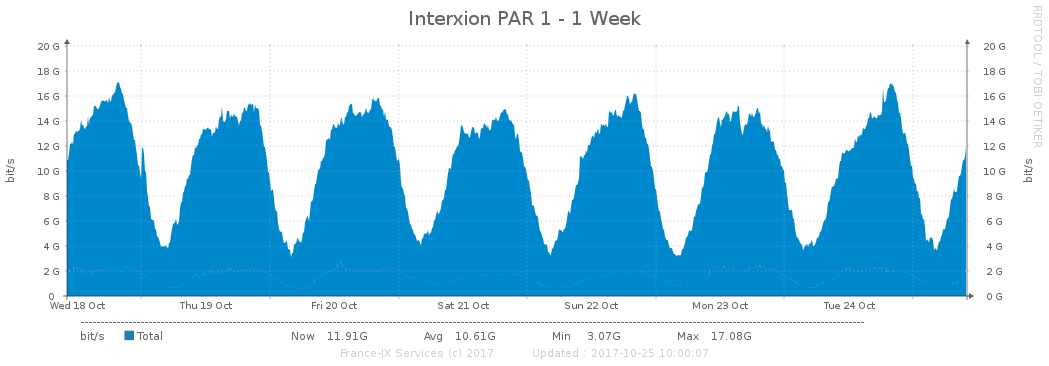 Interxion PAR 1 - 1 Week
RRDTOOL / TOBI OETIKER
bit/s
20 G 20 G
18 G 18 G
16 G 16 G
14 G 14 G
12 G 12 G
10 G 10 G
8 G 8 G
6 G 6 G
4 G 4 G
2 G 2 G
0 0 G
bit/s
Wed 18 Oct Thu 19 Oct Fri 20 Oct Sat 21 Oct Sun 22 Oct Mon 23 Oct Tue 24 Oct
bit/s Total Now 11.91G Avg 10.61G Min 3.07G Max 17.08G
France-IX Services (c) 2017 Updated : 2017-10-25 10:00:07